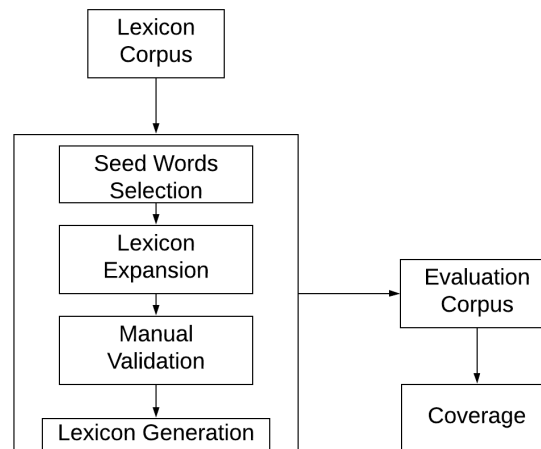 Lexicon
Corpus
Seed Words
Selection
Lexicon
Expansion
Manual
Validation
Lexicon Generation
Evaluation
Corpus
Coverage